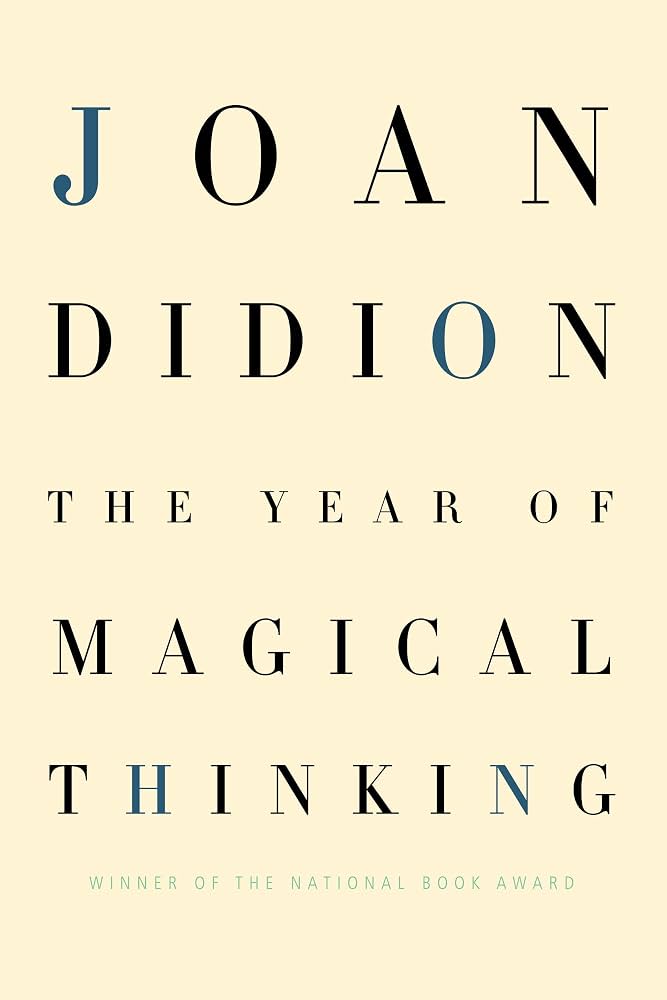 JOAN
DIDION
THE YEAR OF
MAGICAL
THINKING
WINNER OF THE NATIONAL BOOK AWARD